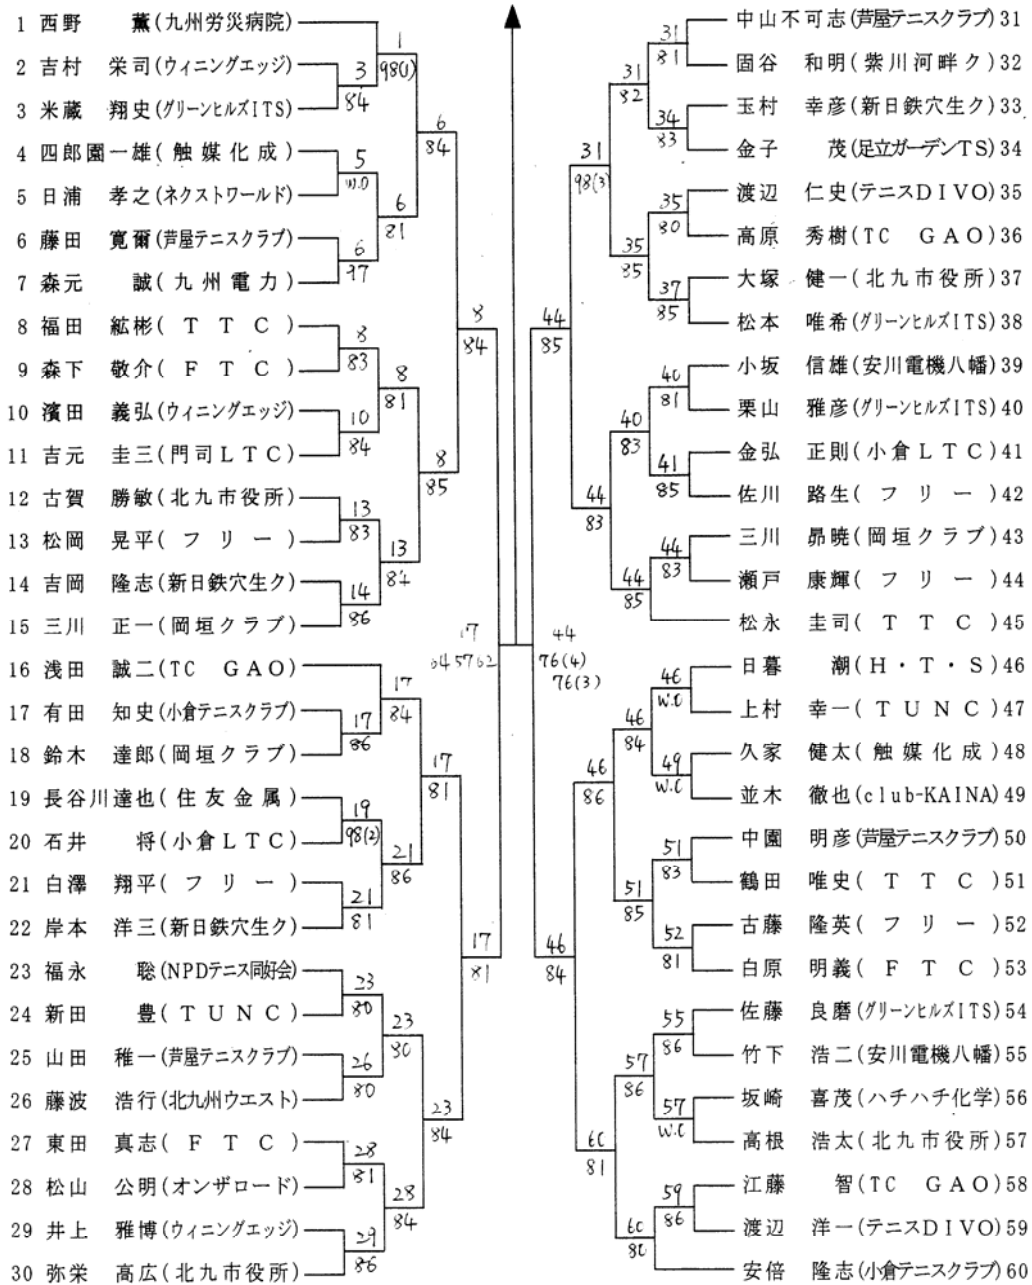 1 西野 薫(九州労災病院)
2 吉村 栄司(ウィニングエッジ)
3 米蔵 翔史(グリーンヒルズITS)
4 四郎園一雄(触媒化成)
5 日浦 孝之(ネクストワールド)
6 藤田 寛爾(芦屋テニスクラブ)
7 森元 誠(九州電力)
8 福田 紘彬(TTC)
9 森下 敬介(FTC)
10 濱田 義弘(ウィニングエッジ)
11 吉元 圭三(門司LTC)
12 古賀 勝敏(北九市役所)
13 松岡 晃平(フリー)
14 吉岡 隆志(新日鉄穴生ク)
15 三川 正一(岡垣クラブ)
16 浅田 誠二(TC GAO)
17 有田 知史(小倉テニスクラブ)
18 鈴木 達郎(岡垣クラブ)
19 長谷川達也(住友金属)
20 石井 将(小倉LTC)
21 白澤 翔平(フリー)
22 岸本 洋三(新日鉄穴生ク)
23 福永 聡(NPDテニス同好会)
24 新田 豊(TUNC)
25 山田 稚一(芦屋テニスクラブ)
26 藤波 浩行(北九州ウエスト)
27 東田 真志(FTC)
28 松山 公明(オンザロード)
29 井上 雅博(ウィニングエッジ)
30 弥栄 高広(北九市役所)
1
98(1)
3
84
5
W.O
6
6
81
6
84
8
83
10
84
8
81
13
83
14
86
13
84
8
85
8
84
17
86
17
84
19
98(2)
21
81
21
86
17
81
23
80
26
80
23
80
28
81
29
86
28
84
23
84
17
81
17
64 57 62
44
76(4)
76(3)
中山不可志(芦屋テニスクラブ)31
固谷 和明(紫川河畔ク)32
玉村 幸彦(新日鉄穴生ク)33
金子 茂(足立ガーデンTS)34
渡辺 仁史(テニスDIVO)35
高原 秀樹(TC GAO)36
大塚 健一(北九市役所)37
松本 唯希(グリーンヒルズITS)38
小坂 信雄(安川電機八幡)39
栗山 雅彦(グリーンヒルズITS)40
金弘 正則(小倉LTC)41
佐川 路生(フリー)42
三川 昴暁(岡垣クラブ)43
瀬戸 康輝(フリー)44
松永 圭司(TTC)45
日暮 潮(H・T・S)46
上村 幸一(TUNC)47
久家 健太(触媒化成)48
並木 徹也(club-KAINA)49
中園 明彦(芦屋テニスクラブ)50
鶴田 唯史(TTC)51
古藤 隆英(フリー)52
白原 明義(FTC)53
佐藤 良磨(グリーンヒルズITS)54
竹下 浩二(安川電機八幡)55
坂崎 喜茂(ハチハチ化学)56
高根 浩太(北九市役所)57
江藤 智(TC GAO)58
渡辺 洋一(テニスDIVO)59
安倍 隆志(小倉テニスクラブ)60
31
81
34
83
31
82
35
80
37
85
35
85
31
98(3)
40
81
41
85
40
83
44
83
44
85
44
83
44
85
46
W.O
49
W.O
46
84
51
83
52
81
51
85
46
86
55
86
57
W.O
57
86
59
86
60
80
60
81
46
84